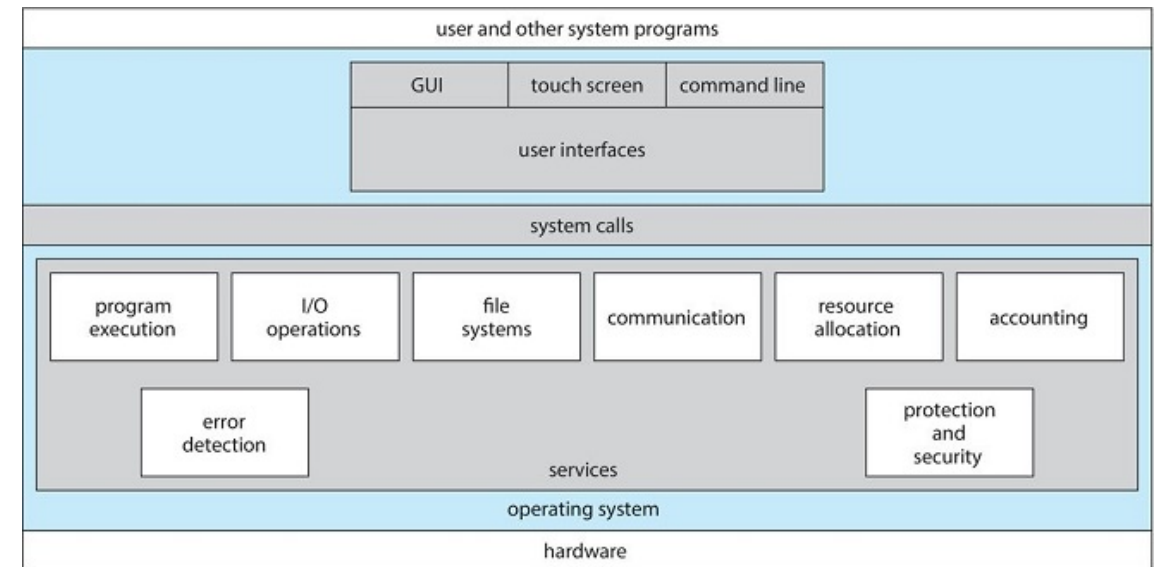 user and other system programs
GUI
touch screen
command line
user interfaces
system calls
program
execution
I/O
operations
file
systems
communication
resource
allocation
accounting
error
detection
protection
and
security
services
operating system
hardware